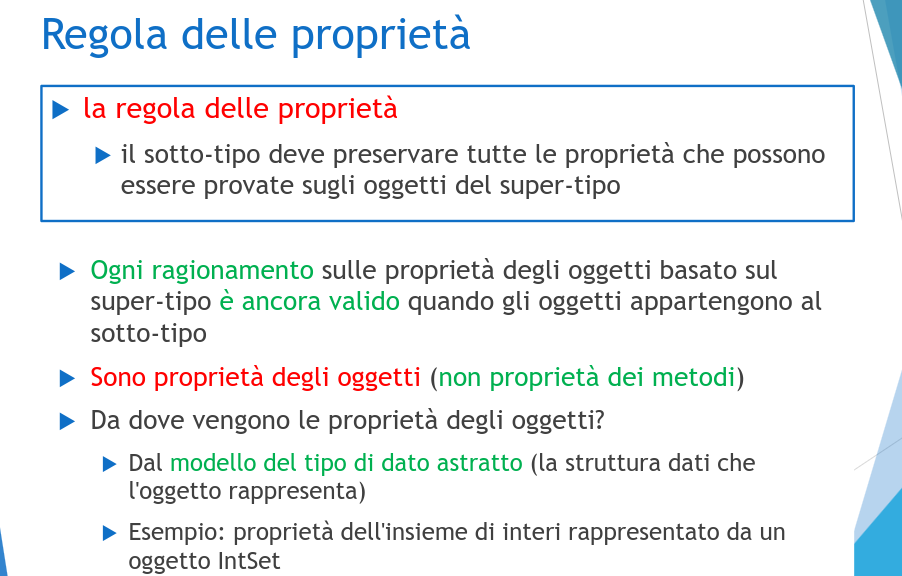 Regola delle proprietà
la regola delle proprietà
il sotto-tipo deve preservare tutte le proprietà che possono
essere provate sugli oggetti del super-tipo
Ogni ragionamento sulle proprietà degli oggetti basato sul
super-tipo è ancora valido quando gli oggetti appartengono al
sotto-tipo
Sono proprietà degli oggetti (non proprietà dei metodi)
Da dove vengono le proprietà degli oggetti?
Dal modello del tipo di dato astratto (la struttura dati che
l'oggetto rappresenta)
Esempio: proprietà dell'insieme di interi rappresentato da un
oggetto IntSet